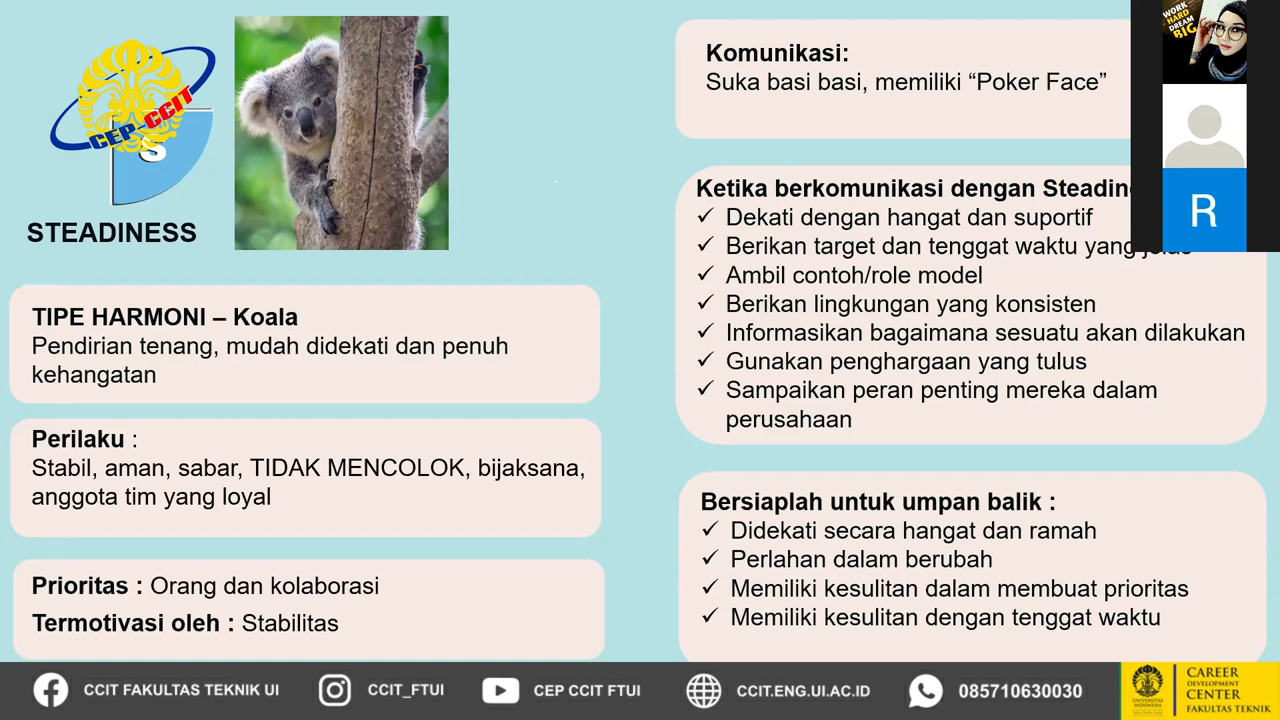 CEP-CCIT
S
STEADINESS
TIPE HARMONI – Koala
Pendirian tenang, mudah didekati dan penuh
kehangatan
Perilaku :
Stabil, aman, sabar, TIDAK MENCOLOK, bijaksana,
anggota tim yang loyal
Prioritas : Orang dan kolaborasi
Termotivasi oleh : Stabilitas
Komunikasi:
Suka basi basi, memiliki “Poker Face”
Ketika berkomunikasi dengan
✓ Dekati dengan hangat dan suportif
✓ Berikan target dan tenggat waktu yang
✓ Ambil contoh/role model
✓ Berikan lingkungan yang konsisten
✓ Informasikan bagaimana sesuatu akan dilakukan
✓ Gunakan penghargaan yang tulus
✓ Sampaikan peran penting mereka dalam
perusahaan
Bersiaplah untuk umpan balik :
✓ Didekati secara hangat dan ramah
✓ Perlahan dalam berubah
✓ Memiliki kesulitan dalam membuat prioritas
✓ Memiliki kesulitan dengan tenggat waktu
WORK
HARD
DREAM
BIG
R
CCIT FAKULTAS TEKNIK UI
CCIT_FTUI
CEP CCIT FTUI
CCIT.ENG.UI.AC.ID
085710630030
UNIVERSITAS
INDONESIA
CAREER
DEVELOPMENT
CENTER
FAKULTAS TEKNIK